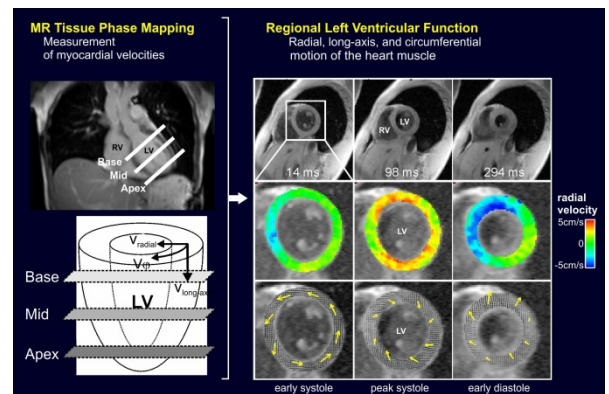 MR Tissue Phase Mapping
Measurement
of myocardial velocities
RV
LV
Base
Mid
Apex
Vradial
Vφ
Vlong-ax
Base
LV
Mid
Apex
Regional Left Ventricular Function
Radial, long-axis, and circumferential
motion of the heart muscle
14 ms
RV
LV
98 ms
294 ms
LV
radial
velocity
5cm/s
0
-5cm/s
LV
early systole
peak systole
early diastole